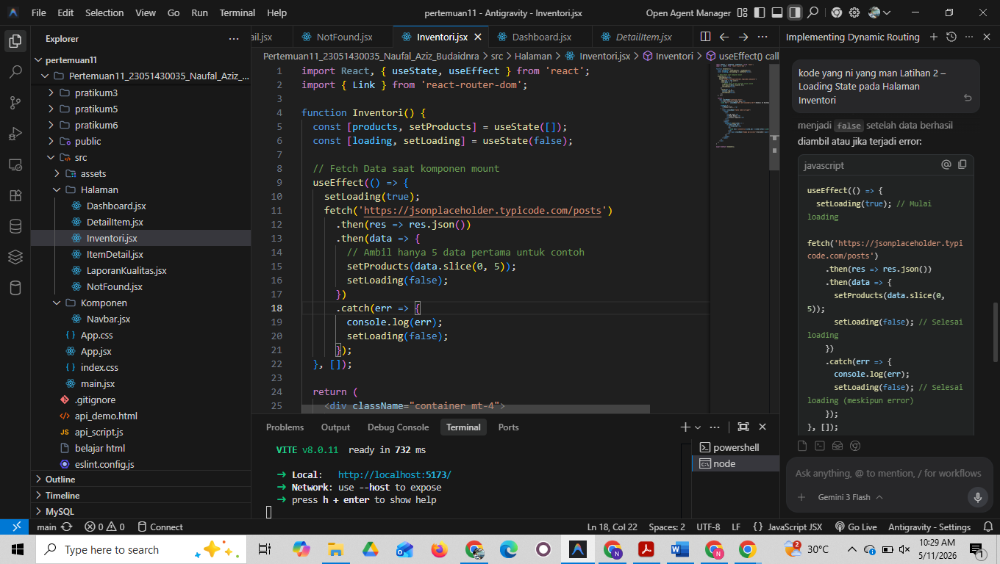 File Edit Selection View Go Run Terminal Help
pertemuan11 - Antigravity - Inventori.jsx
Open Agent Manager
Explorer
pertemuan11
Pertemuan11_23051430035_Naufal_Aziz_...
pratikum3
pratikum5
pratikum6
public
src
assets
Halaman
Dashboard.jsx
DetailItem.jsx
Inventori.jsx
ItemDetail.jsx
LaporanKualitas.jsx
NotFound.jsx
Komponen
Navbar.jsx
App.css
App.jsx
index.css
main.jsx
.gitignore
api_demo.html
JS api_script.js
belajar html
eslint.config.js
Outline
Timeline
MySQL
ail.jsx NotFound.jsx Inventori.jsx Dashboard.jsx DetailItem.jsx
Pertemuan11_23051430035_Naufal_Aziz_Budaidnra > src > Halaman > Inventori.jsx > Inventori > useEffect() call
1 import React, { useState, useEffect } from 'react';
2 import { Link } from 'react-router-dom';
3
4 function Inventori() {
5 const [products, setProducts] = useState([]);
6 const [loading, setLoading] = useState(false);
7
8 // Fetch Data saat komponen mount
9 useEffect(() => {
10 setLoading(true);
11 fetch('https://jsonplaceholder.typicode.com/posts')
12 .then(res => res.json())
13 .then(data => {
14 // Ambil hanya 5 data pertama untuk contoh
15 setProducts(data.slice(0, 5));
16 setLoading(false);
17 })
18 .catch(err => {
19 console.log(err);
20 setLoading(false);
21 });
22 }, []);
23
24 return (
25 <div className="container mt-4">
Problems Output Debug Console Terminal Ports
VITE v8.0.11 ready in 732 ms
➜ Local: http://localhost:5173/
➜ Network: use --host to expose
➜ press h + enter to show help
powershell
node
Implementing Dynamic Routing
kode yang ni yang man Latihan 2 –
Loading State pada Halaman
Inventori
menjadi false setelah data berhasil
diambil atau jika terjadi error:
javascript
useEffect(() => {
setLoading(true); // Mulai
loading
fetch('https://jsonplaceholder.typi
code.com/posts')
.then(res => res.json())
.then(data => {
setProducts(data.slice(0,
5));
setLoading(false); // Selesai
loading
})
.catch(err => {
console.log(err);
setLoading(false); // Selesai
loading (meskipun error)
});
}, []);
Ask anything, @ to mention, / for workflows
Gemini 3 Flash
main 0 0 Connect
Ln 18, Col 22 Spaces: 2 UTF-8 LF {} JavaScript JSX Go Live Antigravity - Settings
Type here to search
2 30°C
10:29 AM
5/11/2026
1